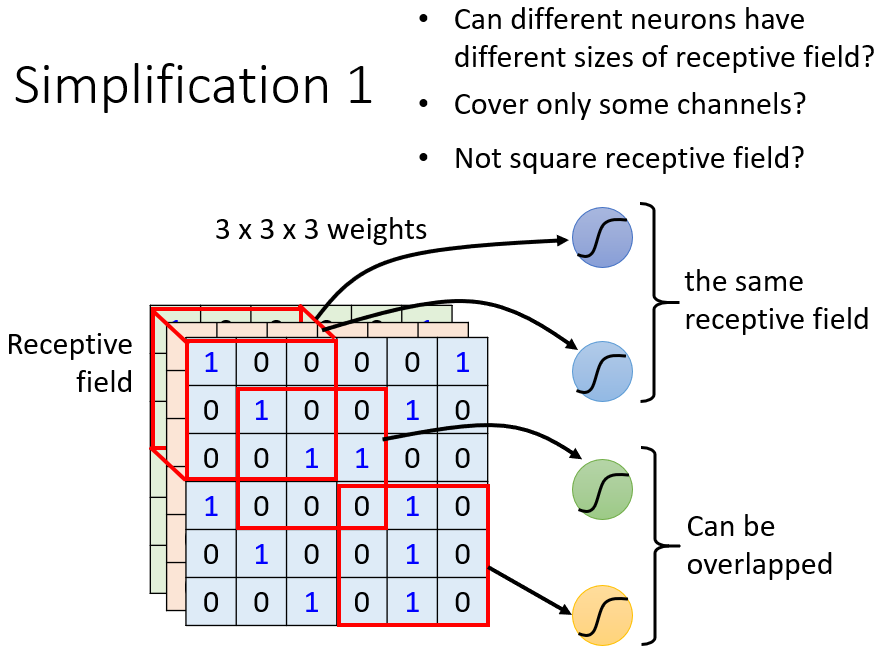 Simplification 1
• Can different neurons have
different sizes of receptive field?
• Cover only some channels?
• Not square receptive field?
3 x 3 x 3 weights
the same
receptive field
Receptive
field
1 0 0 0 0 1
0 1 0 0 1 0
0 0 1 1 0 0
1 0 0 0 1 0
0 1 0 0 1 0
0 0 1 0 1 0
Can be
overlapped